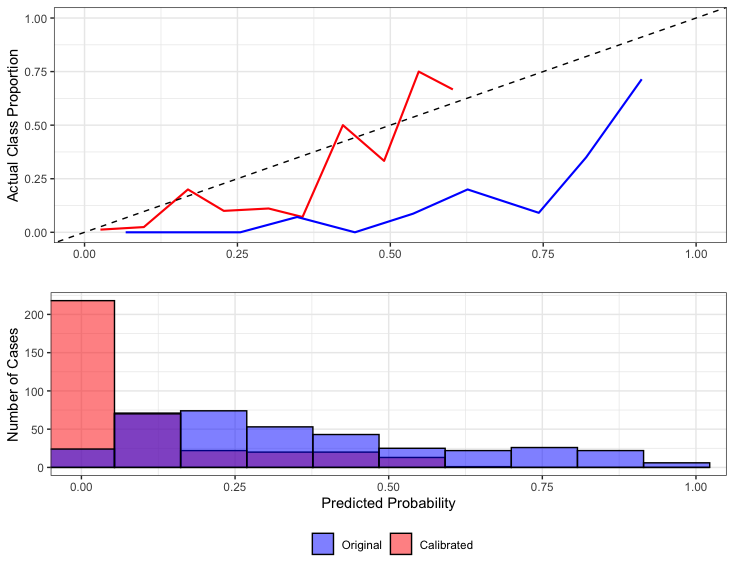 Actual Class Proportion
1.00
0.75
0.50
0.25
0.00
0.00 0.25 0.50 0.75 1.00
Number of Cases
200
150
100
50
0
0.00 0.25 0.50 0.75 1.00
Predicted Probability
Original Calibrated